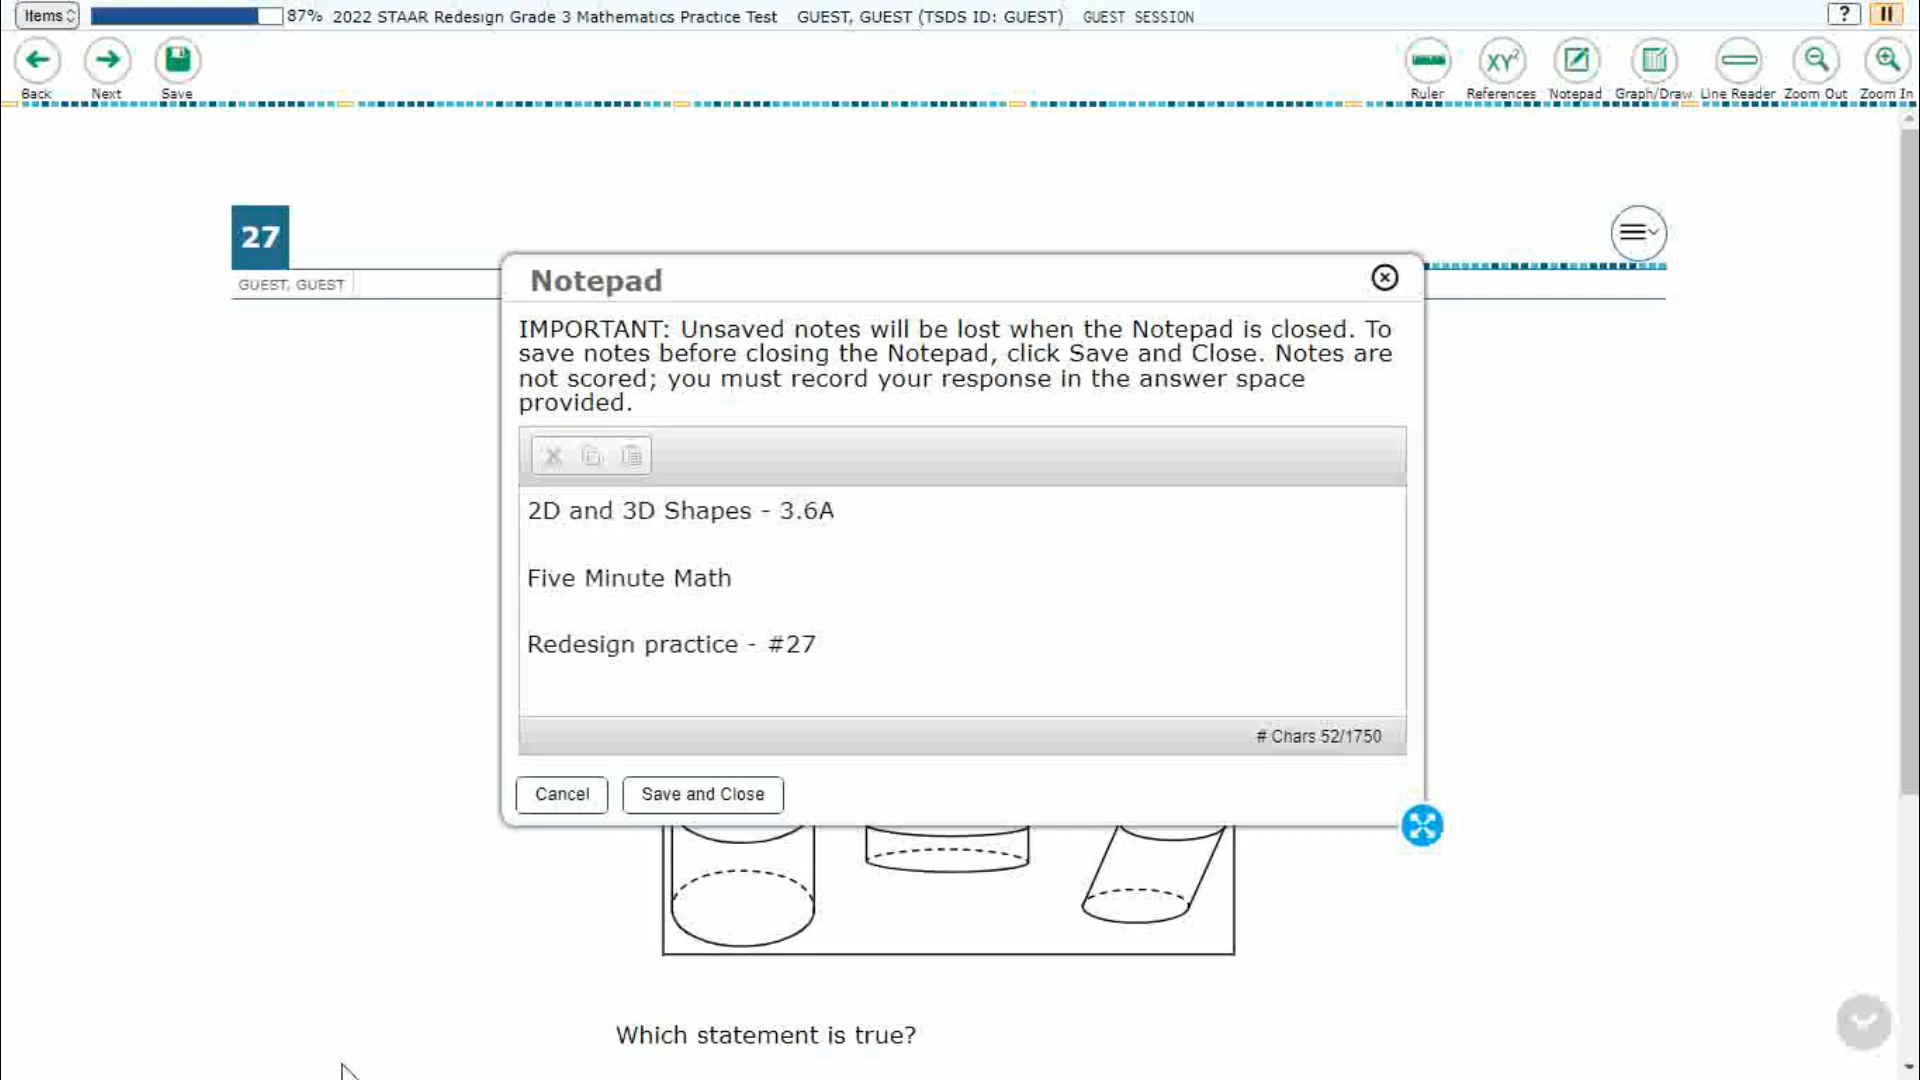 Items 87% 2022 STAAR Redesign Grade 3 Mathematics Practice Test GUEST, GUEST (TSDS ID: GUEST) GUEST SESSION ?
Back Next Save XY² Ruler References Notepad Graph/Draw Line Reader Zoom Out Zoom In
27
GUEST, GUEST
Notepad
IMPORTANT: Unsaved notes will be lost when the Notepad is closed. To
save notes before closing the Notepad, click Save and Close. Notes are
not scored; you must record your response in the answer space
provided.
2D and 3D Shapes - 3.6A
Five Minute Math
Redesign practice - #27
# Chars 52/1750
Cancel Save and Close
Which statement is true?